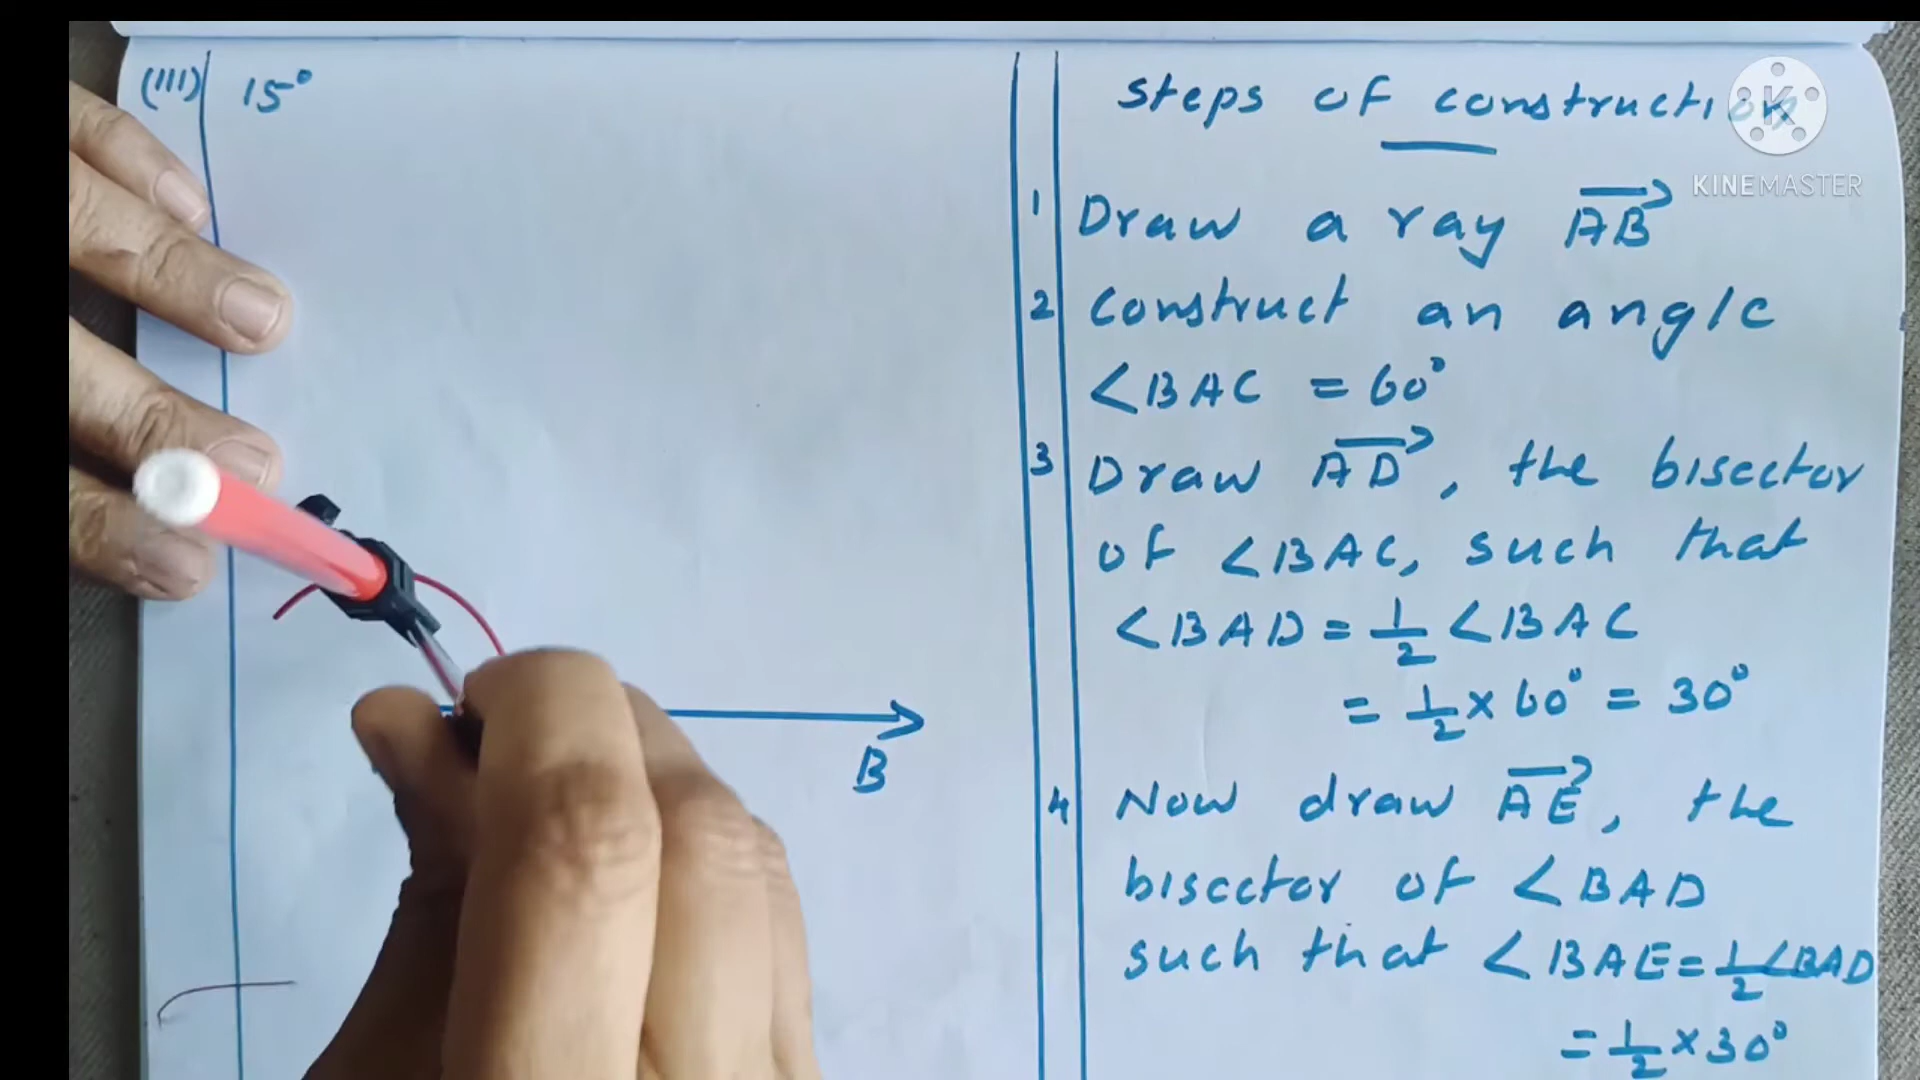 (III) 15°
B
steps of construction
KINEMASTER
1 Draw a ray AB
2 construct an angle
∠BAC = 60°
3 Draw AD, the bisector
of ∠BAC, such that
∠BAD = 1/2 ∠BAC
= 1/2 × 60° = 30°
4 Now draw AE, the
bisector of ∠BAD
such that ∠BAE = 1/2 ∠BAD
= 1/2 × 30°